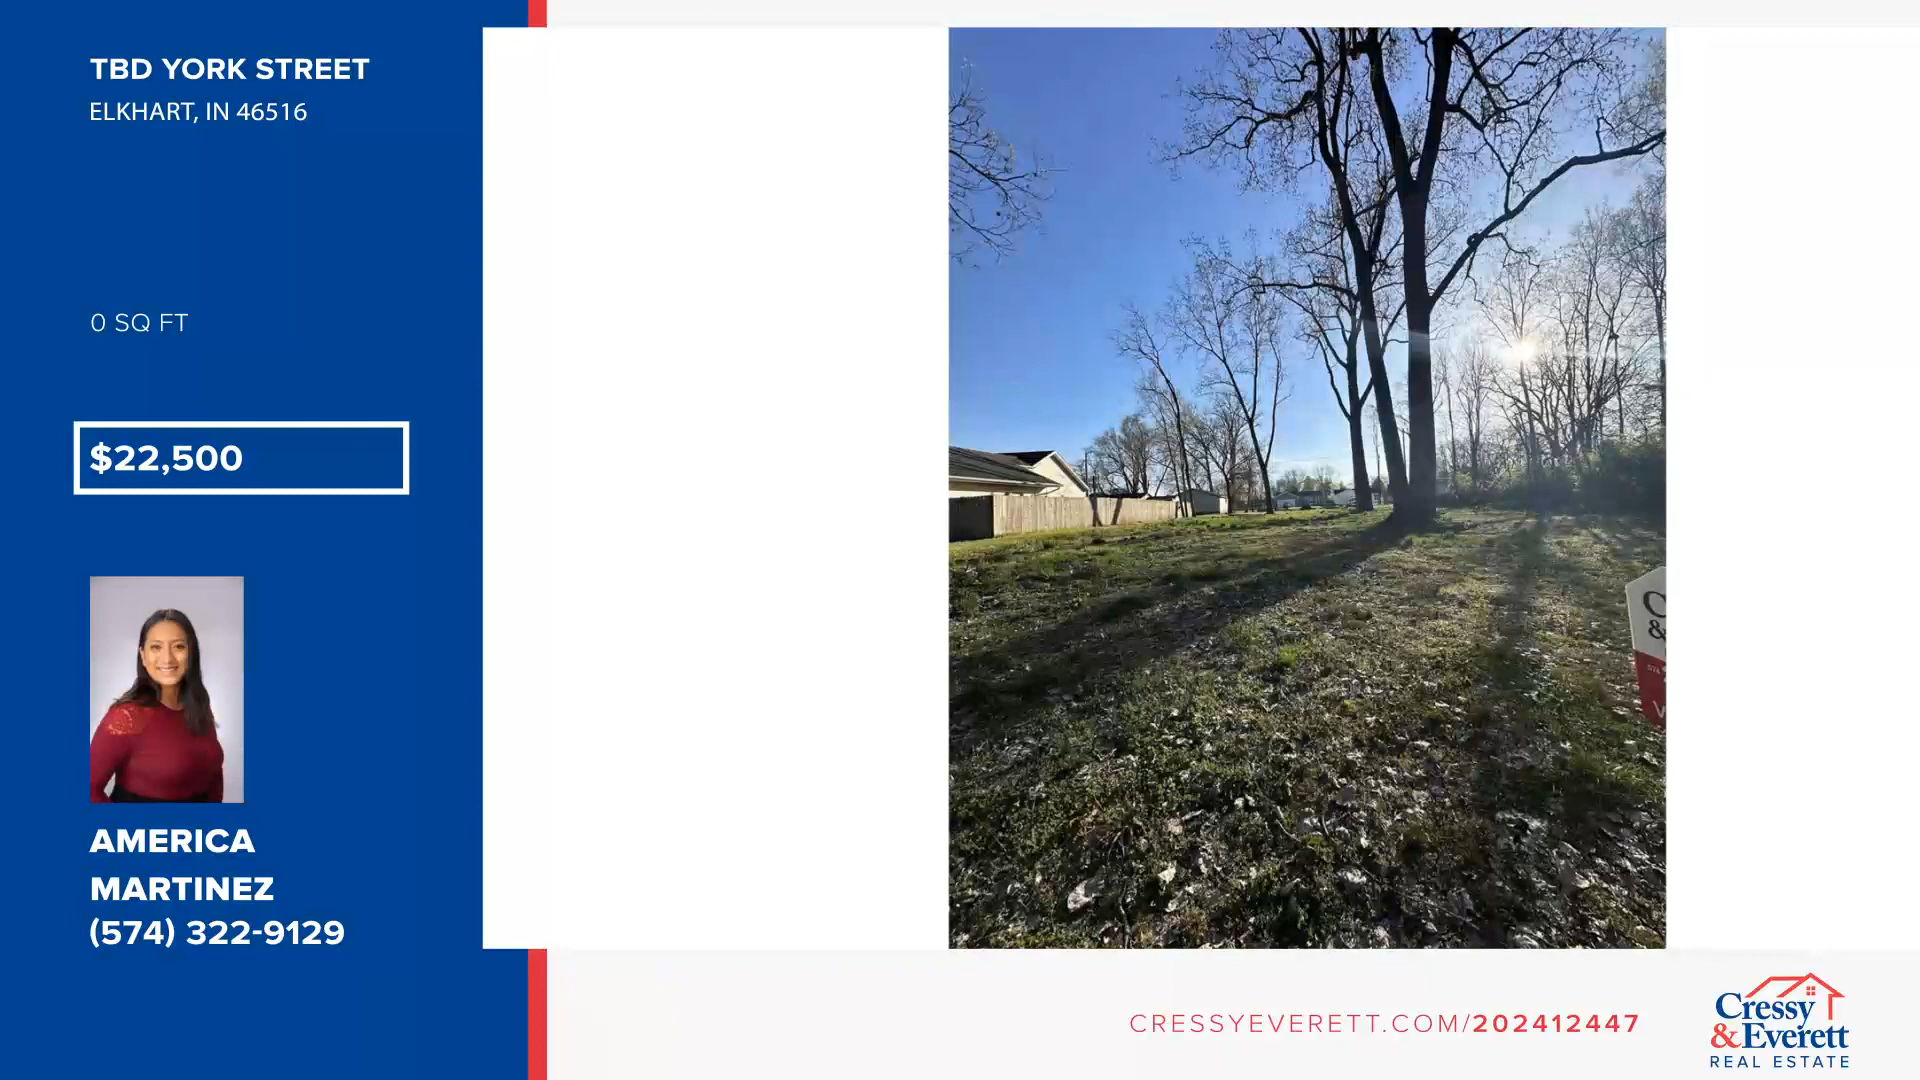 TBD YORK STREET
ELKHART, IN 46516
0 SQ FT
$22,500
AMERICA
MARTINEZ
(574) 322-9129
C
&
V
CRESSYEVERETT.COM/202412447
Cressy
&Everett
REAL ESTATE